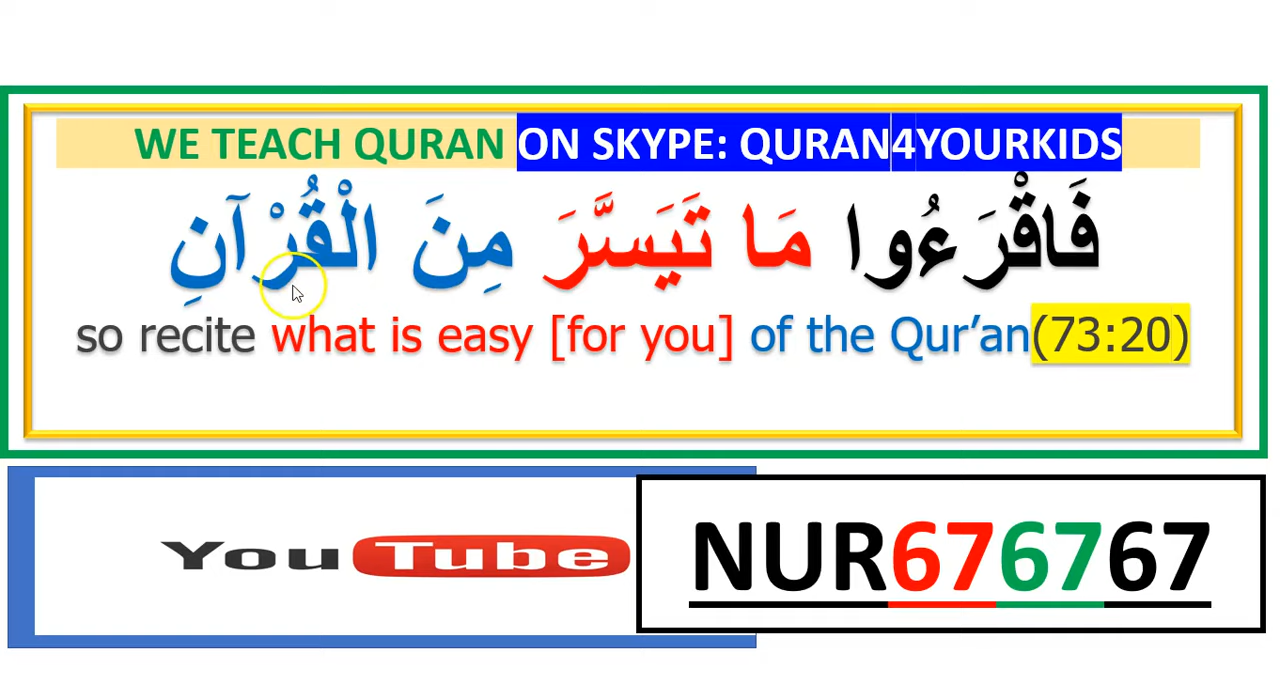 WE TEACH QURAN ON SKYPE: QURAN4YOURKIDS
فَاقْرَءُوا مَا تَيَسَّرَ مِنَ الْقُرْآنِ
so recite what is easy [for you] of the Qur’an(73:20)
YouTube
NUR676767